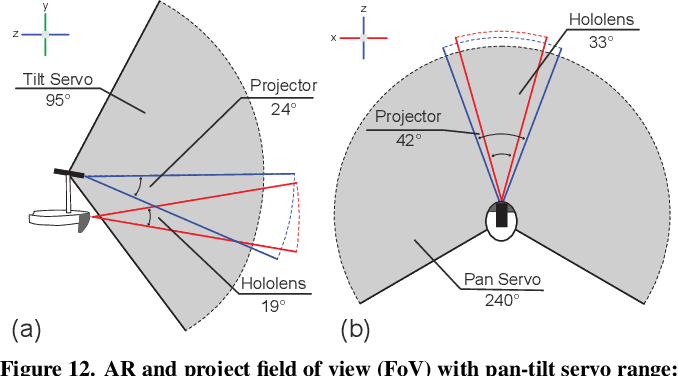 y
z
Tilt Servo
95°
Projector
24°
Hololens
19°
(a)
z
x
Hololens
33°
Projector
42°
Pan Servo
240°
(b)
Figure 12. AR and project field of view (FoV) with pan-tilt servo range: